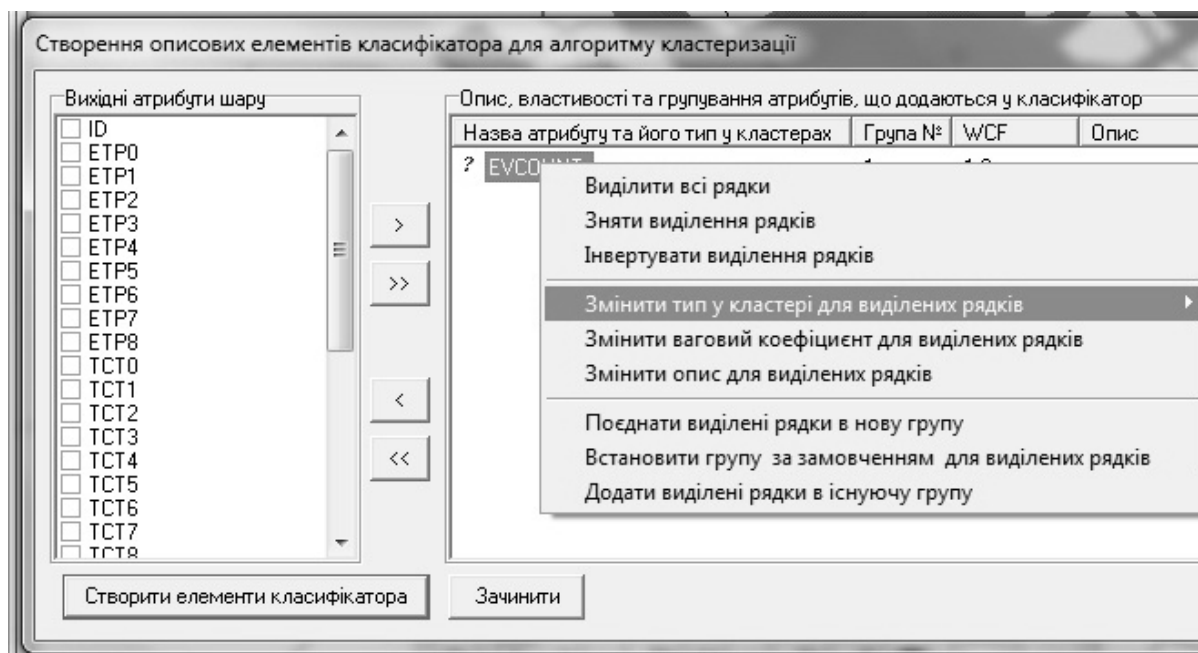 Створення описових елементів класифікатора для алгоритму кластеризації
Вихідні атрибути шару
ID
ETP0
ETP1
ETP2
ETP3
ETP4
ETP5
ETP6
ETP7
ETP8
TCT0
TCT1
TCT2
TCT3
TCT4
TCT5
TCT6
TCT7
TCT8
>
>>
<
<<
Опис, властивості та групування атрибутів, що додаються у класифікатор
Назва атрибуту та його тип у кластерах Група № WCF Опис
? EVCOUNT
Виділити всі рядки
Зняти виділення рядків
Інвертувати виділення рядків
Змінити тип у кластері для виділених рядків
Змінити ваговий коефіциєнт для виділених рядків
Змінити опис для виділених рядків
Поєднати виділені рядки в нову групу
Встановити групу за замовченням для виділених рядків
Додати виділені рядки в існуючу групу
Створити елементи класифікатора
Зачинити